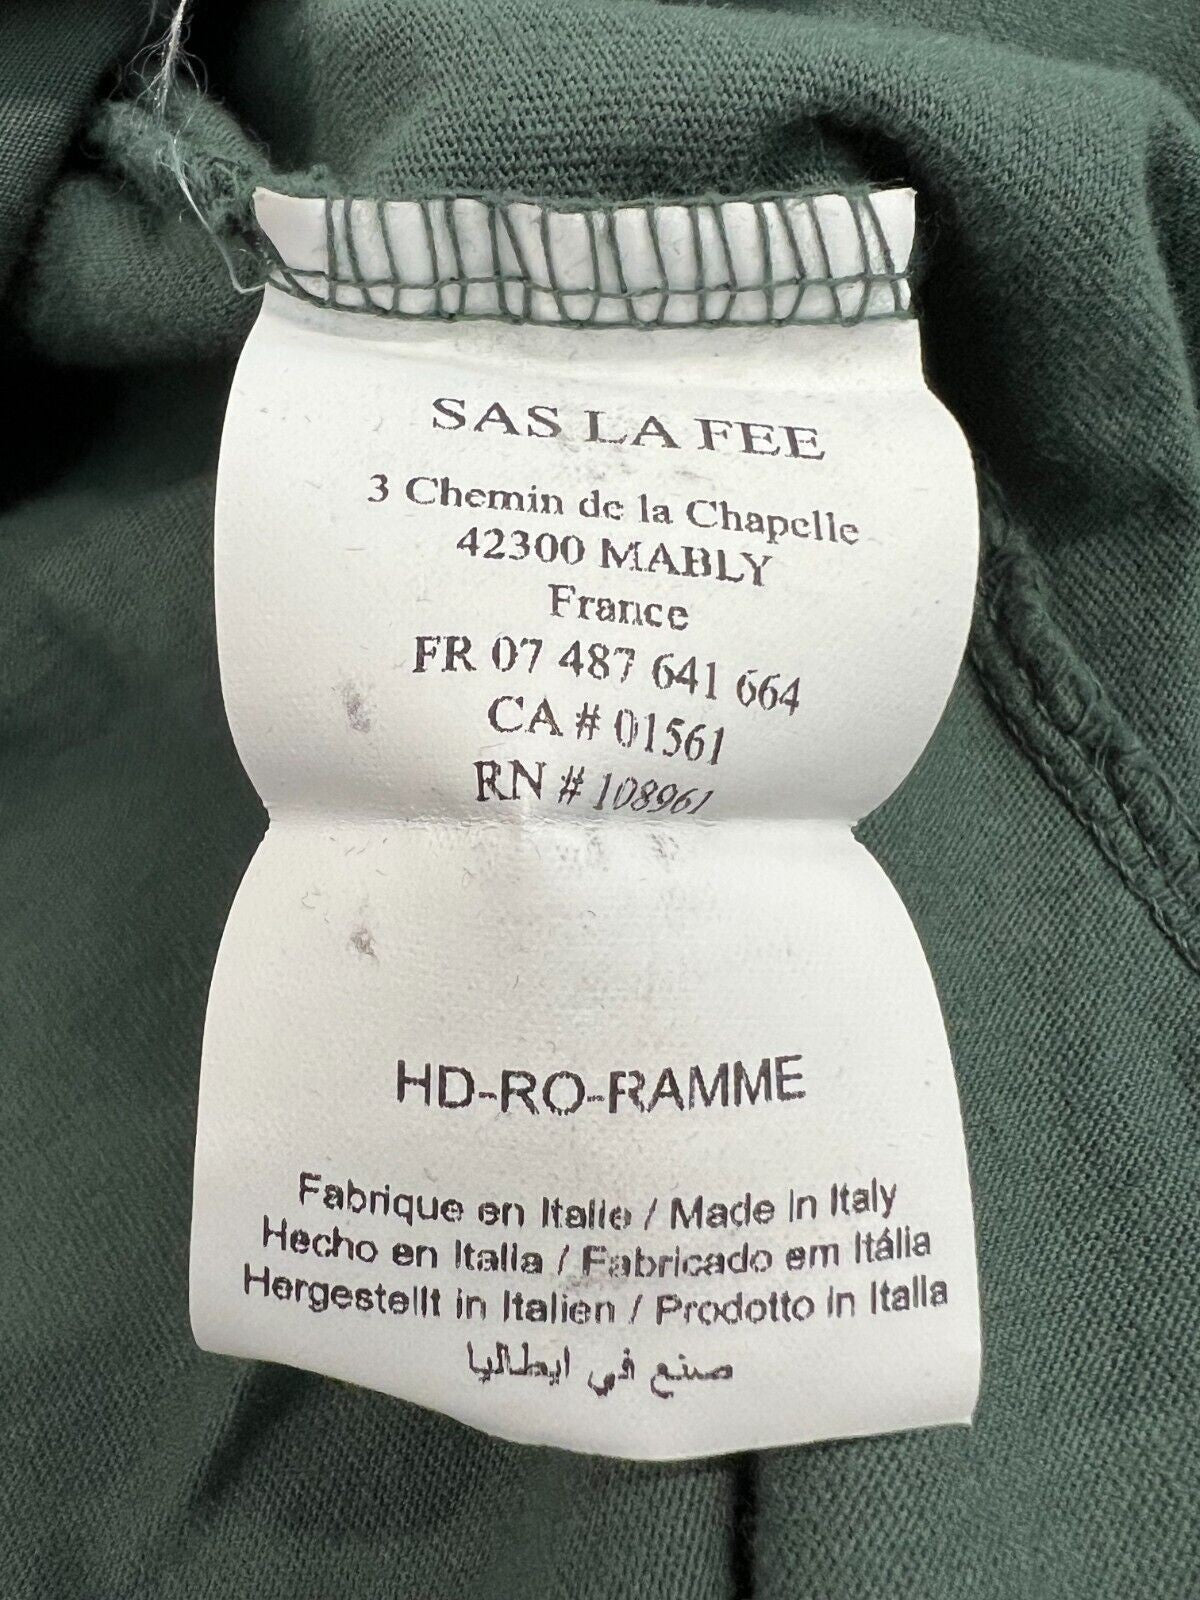 SAS LA FEE
3 Chemin de la Chapelle
42300 MABLY
France
FR 07 487 641 664
CA # 01561
RN # 108961
HD-RO-RAMME
Fabrique en Italie / Made in Italy
Hecho en Italia / Fabricado em Itália
Hergestellt in Italien / Prodotto in Italia
صنع في ايطاليا